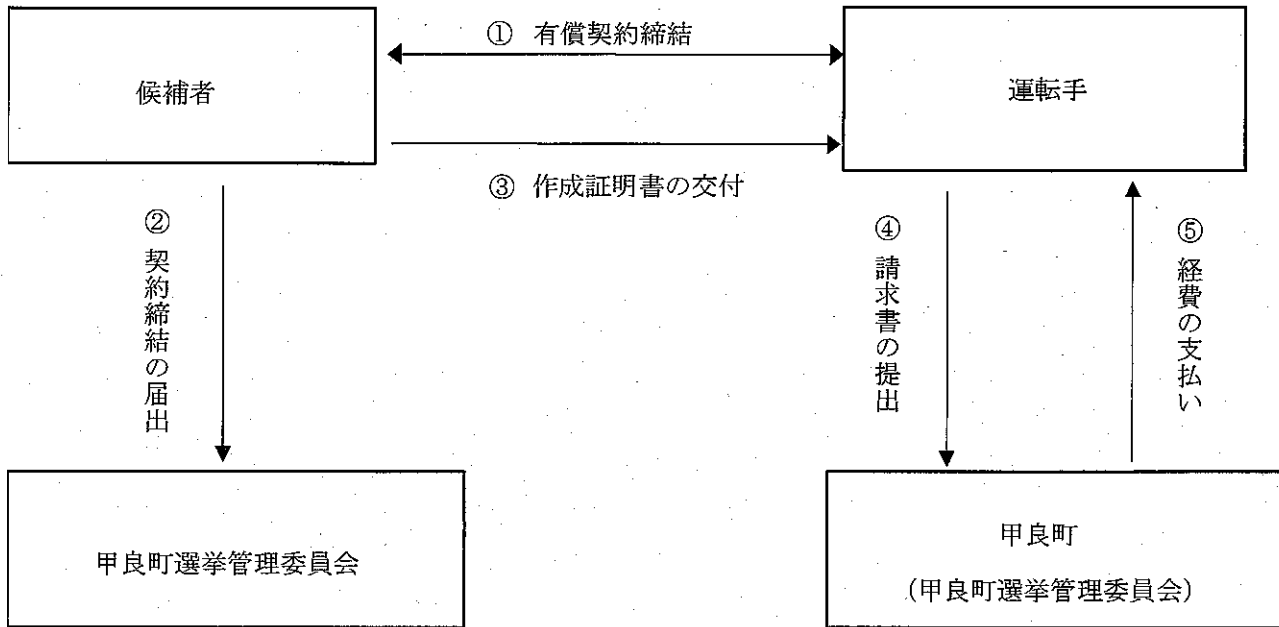 ① 有償契約締結
候補者
運転手
③ 作成証明書の交付
② 契約締結の届出
④ 請求書の提出
⑤ 経費の支払い
甲良町選挙管理委員会
甲良町
（甲良町選挙管理委員会）